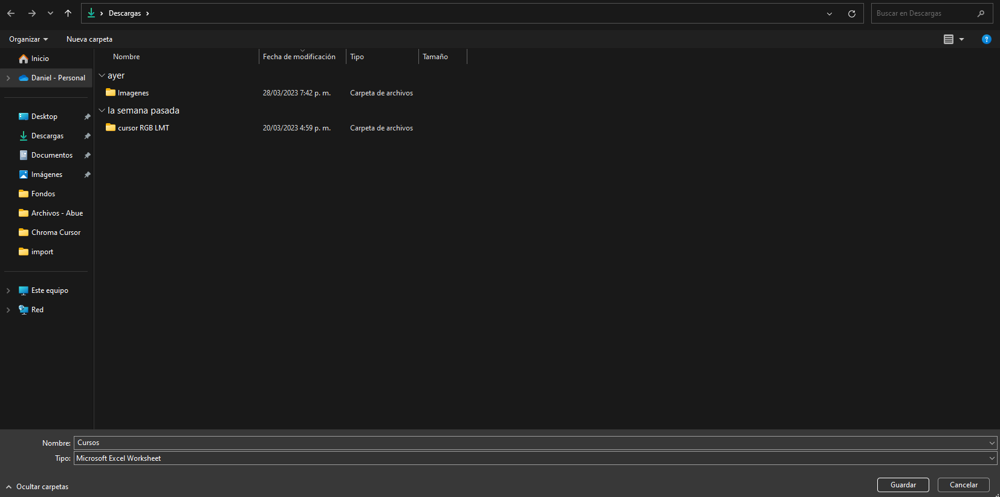 Descargas
Buscar en Descargas
Organizar
Nueva carpeta
?
Inicio
Daniel - Personal
Desktop
Descargas
Documentos
Imágenes
Fondos
Archivos - Abue
Chroma Cursor
import
Este equipo
Red
Nombre Fecha de modificación Tipo Tamaño
ayer
Imagenes 28/03/2023 7:42 p. m. Carpeta de archivos
la semana pasada
cursor RGB LMT 20/03/2023 4:59 p. m. Carpeta de archivos
Nombre: Cursos
Tipo: Microsoft Excel Worksheet
Ocultar carpetas
Guardar
Cancelar